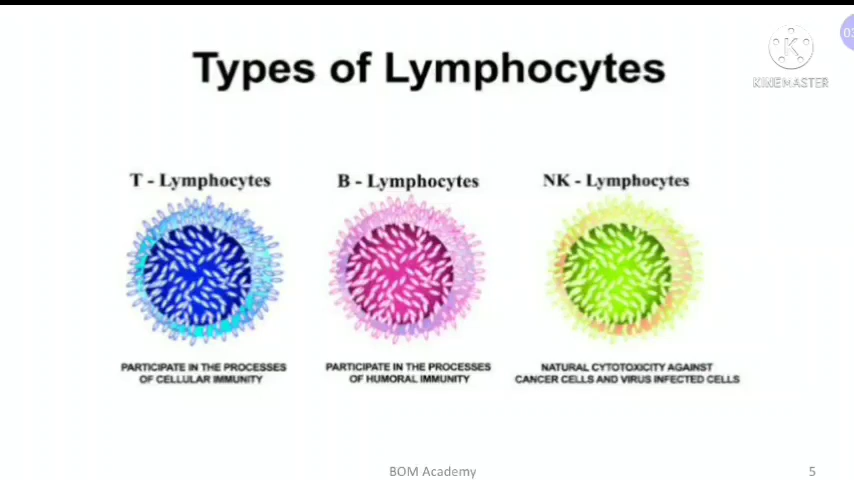 Types of Lymphocytes
KINEMASTER
T - Lymphocytes
B - Lymphocytes
NK - Lymphocytes
PARTICIPATE IN THE PROCESSES
OF CELLULAR IMMUNITY
PARTICIPATE IN THE PROCESSES
OF HUMORAL IMMUNITY
NATURAL CYTOTOXICITY AGAINST
CANCER CELLS AND VIRUS INFECTED CELLS
BOM Academy
5